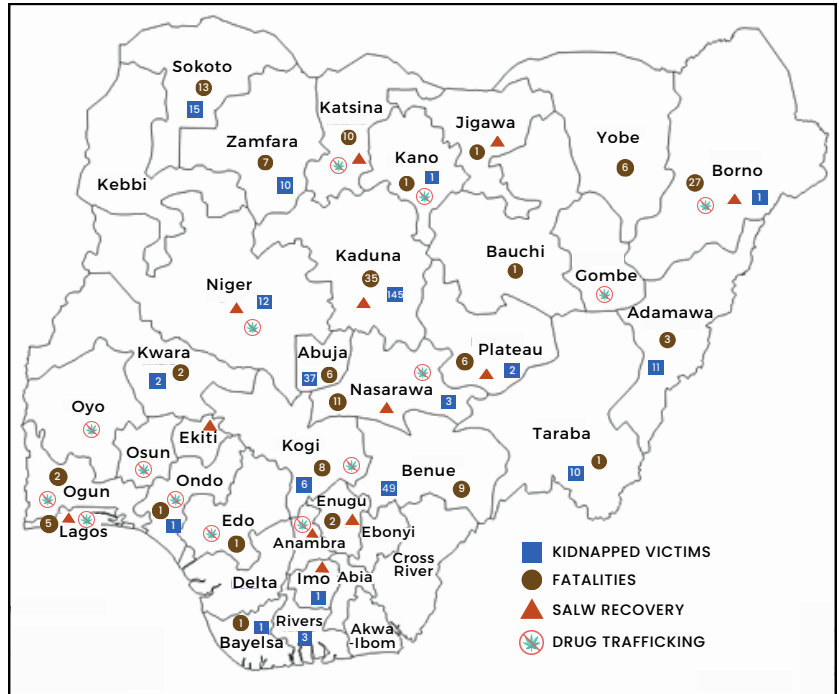 Sokoto
13
15
Katsina
10
Zamfara
7
10
Kebbi
Kano
1
1
Jigawa
1
Yobe
6
Borno
27
1
Niger
12
Kaduna
35
145
Bauchi
1
Gombe
Adamawa
3
11
Kwara
2
2
Abuja
37
6
Plateau
6
2
Nasarawa
11
3
Oyo
Osun
Ekiti
Kogi
8
6
Benue
49
9
Taraba
1
10
2
Ogun
5
Lagos
Ondo
1
1
Edo
1
Enugu
2
Anambra
Ebonyi
Cross
River
Delta
Imo
1
Abia
1
1
Bayelsa
Rivers
3
Akwa
-Ibom
KIDNAPPED VICTIMS
FATALITIES
SALW RECOVERY
DRUG TRAFFICKING